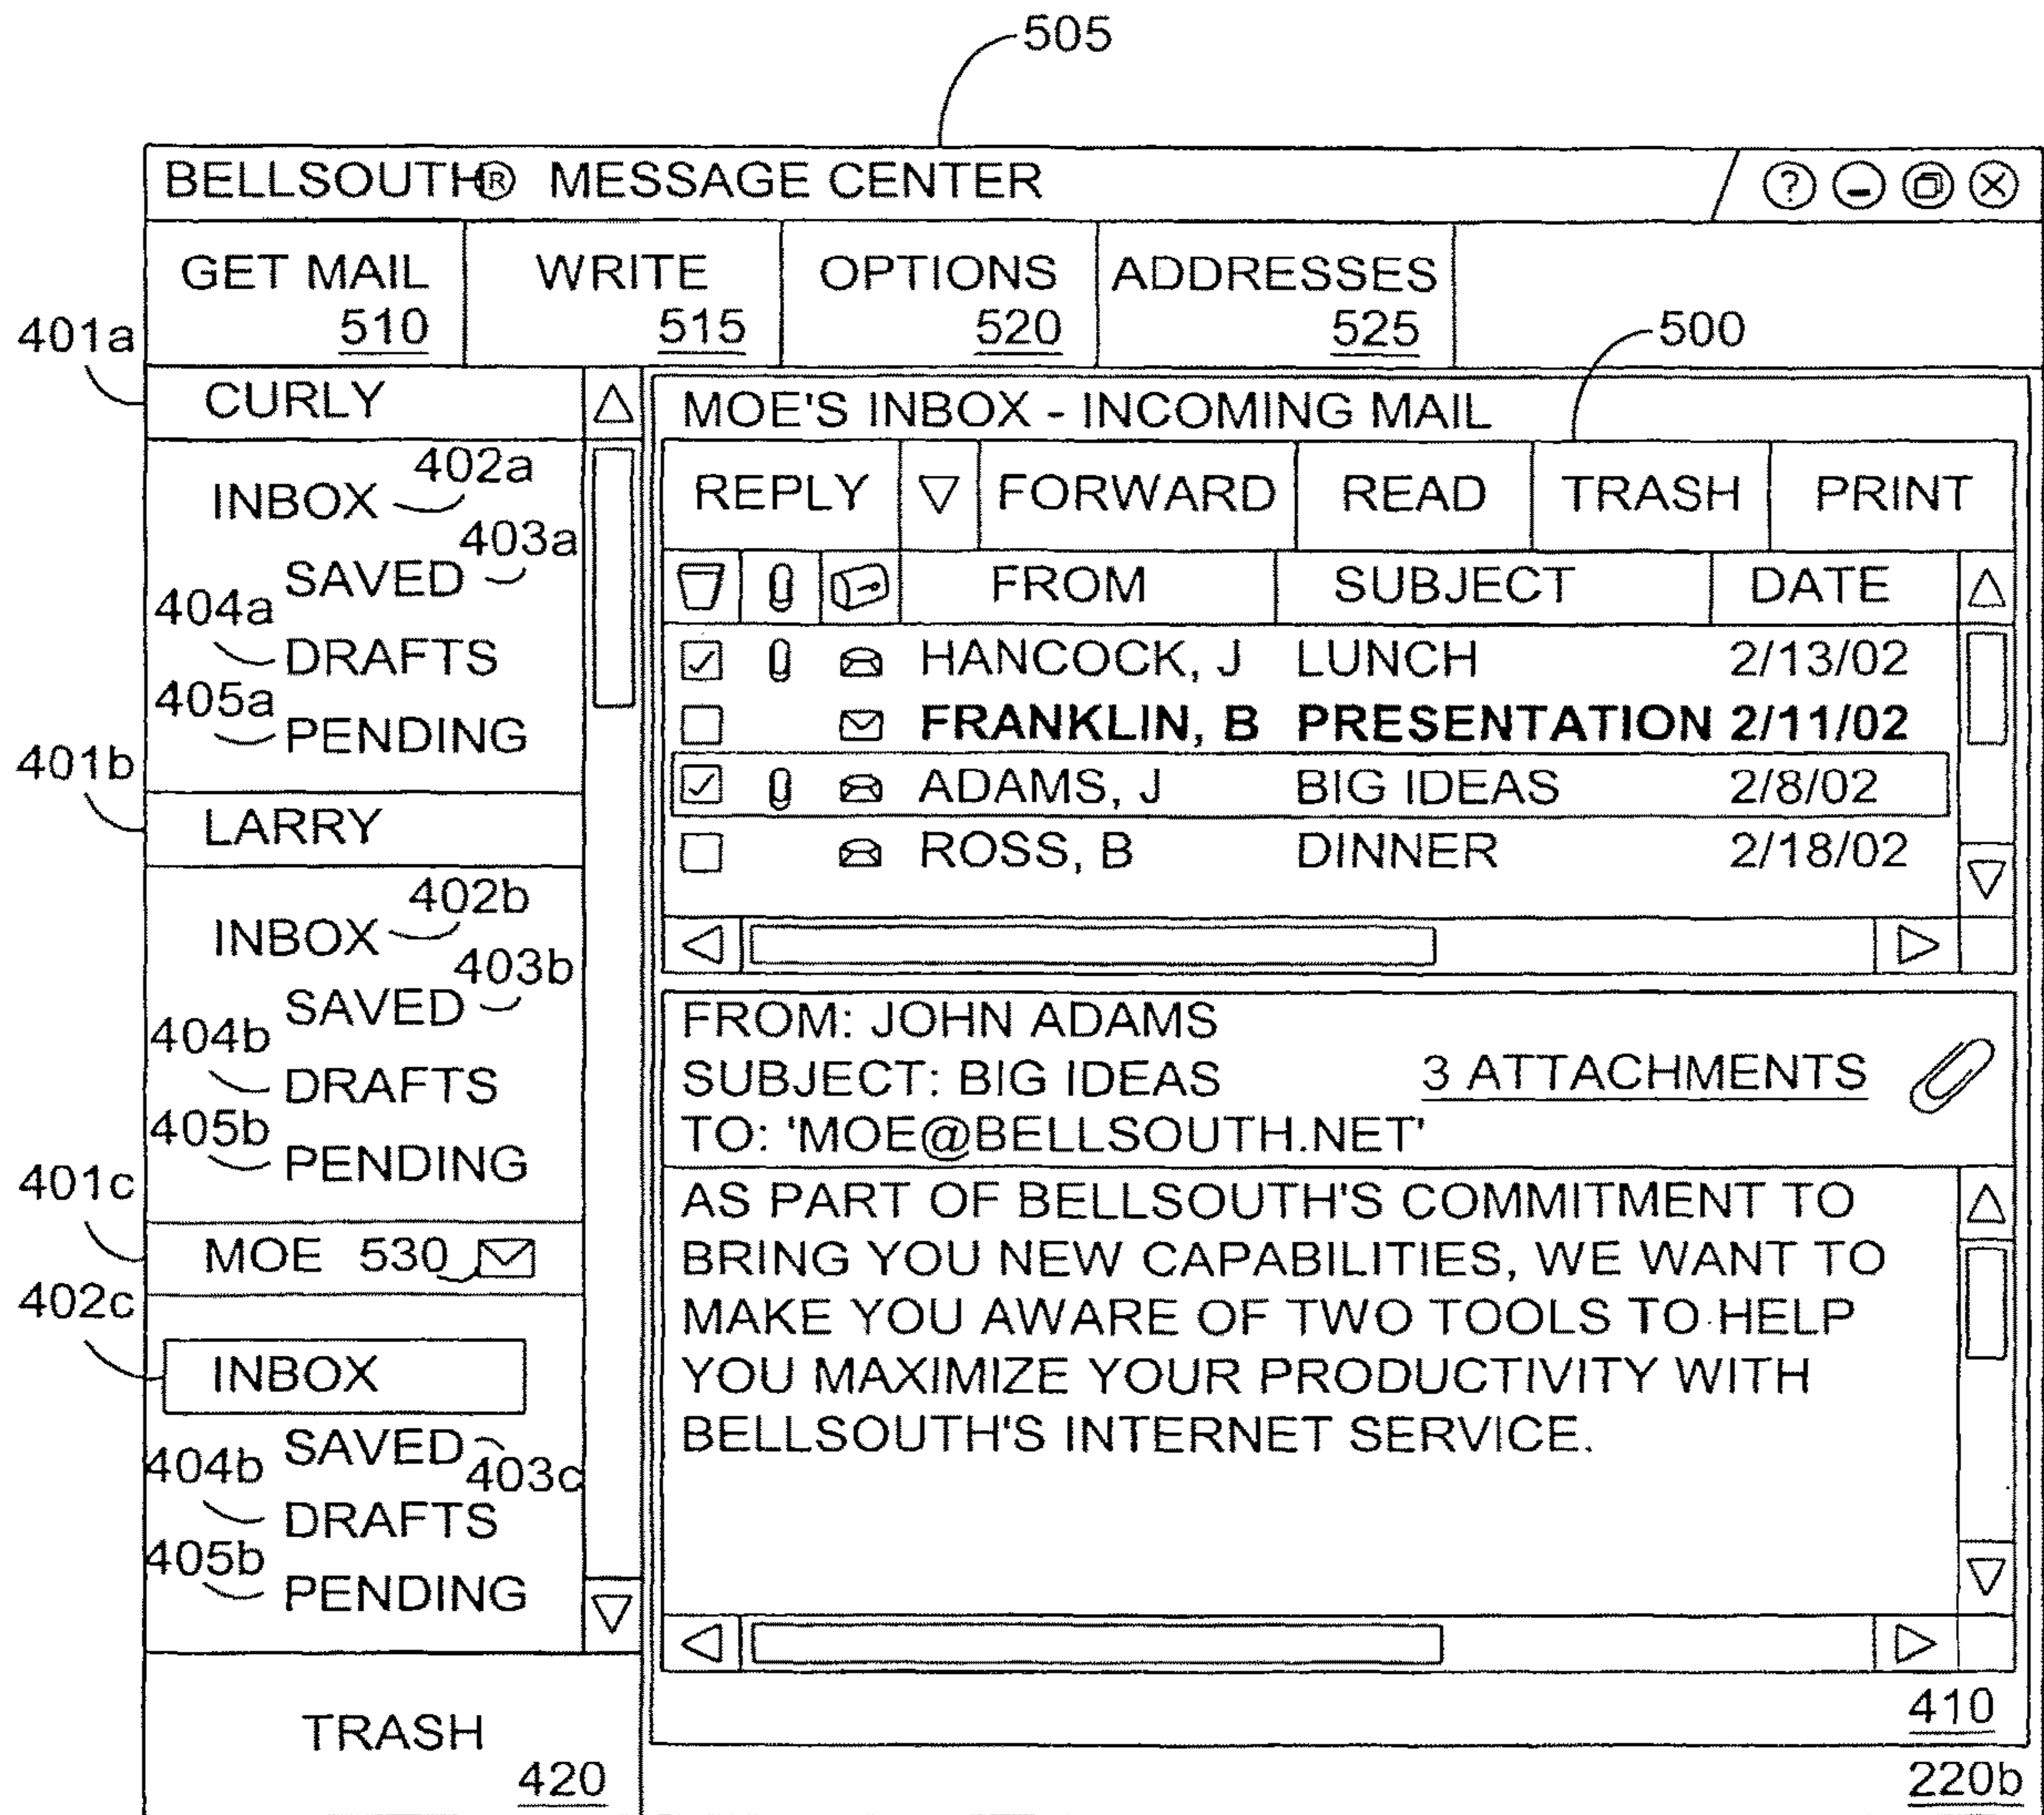 505
BELLSOUTH® MESSAGE CENTER ?
GET MAIL WRITE OPTIONS ADDRESSES
510 515 520 525
500
401a
CURLY
402a
INBOX
403a
SAVED
404a
DRAFTS
405a
PENDING
401b
LARRY
402b
INBOX
403b
SAVED
404b
DRAFTS
405b
PENDING
401c
MOE 530
402c
INBOX
SAVED
403c
404b
DRAFTS
405b
PENDING
TRASH
420
MOE'S INBOX - INCOMING MAIL
REPLY FORWARD READ TRASH PRINT
FROM SUBJECT DATE
HANCOCK, J LUNCH 2/13/02
FRANKLIN, B PRESENTATION 2/11/02
ADAMS, J BIG IDEAS 2/8/02
ROSS, B DINNER 2/18/02
FROM: JOHN ADAMS
SUBJECT: BIG IDEAS 3 ATTACHMENTS
TO: 'MOE@BELLSOUTH.NET'
AS PART OF BELLSOUTH'S COMMITMENT TO
BRING YOU NEW CAPABILITIES, WE WANT TO
MAKE YOU AWARE OF TWO TOOLS TO HELP
YOU MAXIMIZE YOUR PRODUCTIVITY WITH
BELLSOUTH'S INTERNET SERVICE.
410
220b